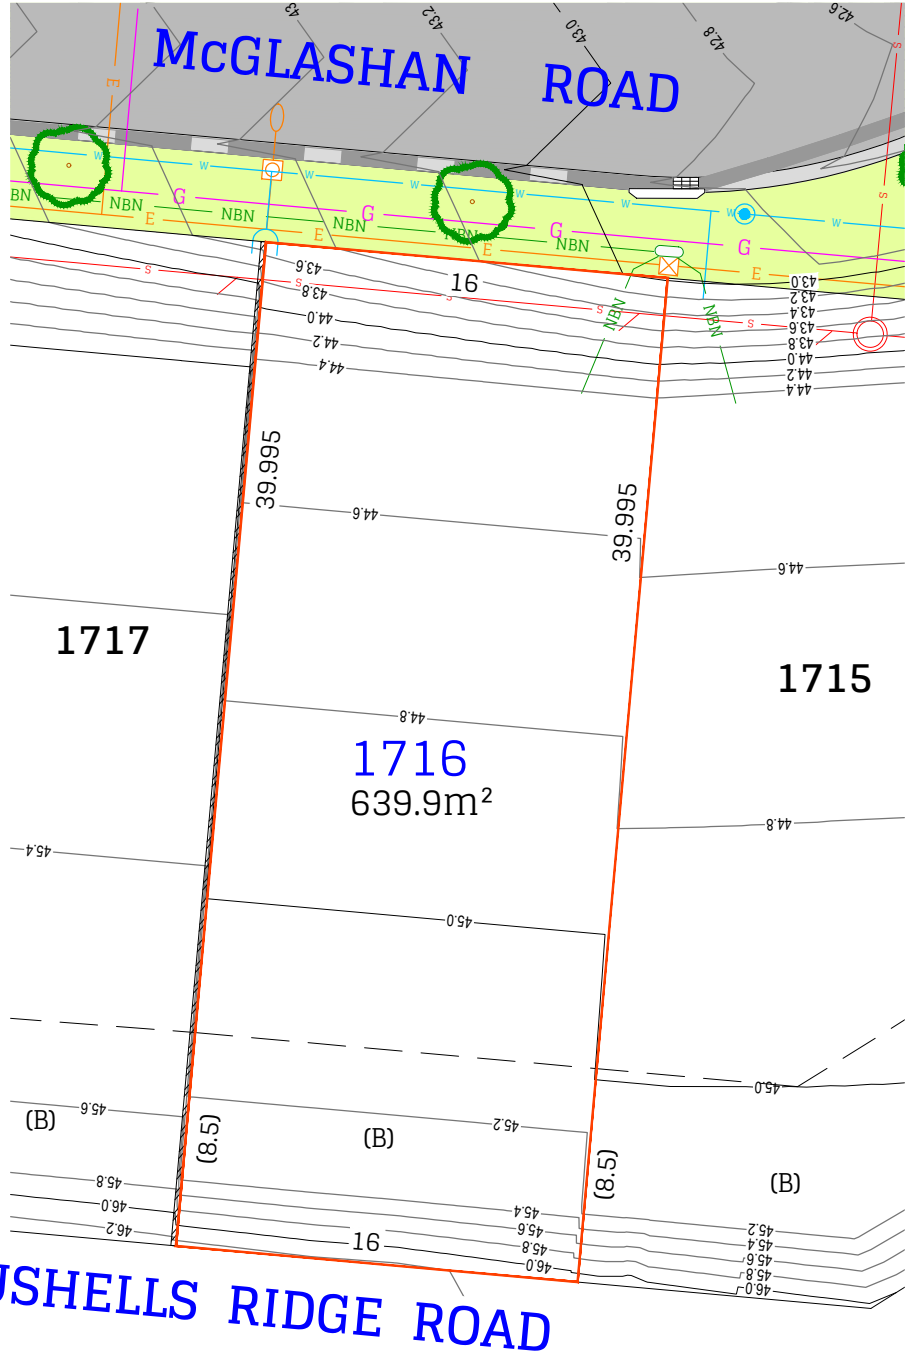 43
43.2
43.0
42.8
42.6
McGLASHAN ROAD
E
S
W
W
W
W
W
W
S
NBN
NBN
G
NBN
NBN
G
NBN
NBN
G
E
E
E
E
S
S
S
S
S
43.6
43.8
44.0
44.2
44.4
16
NBN
NBN
43.0
43.2
43.4
43.6
43.8
44.0
44.2
44.4
39.995
39.995
44.6
44.6
1717
1715
44.8
1716
639.9m²
44.8
45.4
45.0
45.0
45.6
(B)
(8.5)
(B)
45.2
(8.5)
(B)
45.8
46.0
46.2
45.4
45.6
45.8
46.0
16
45.2
45.4
45.6
45.8
46.0
USHELLS RIDGE ROAD